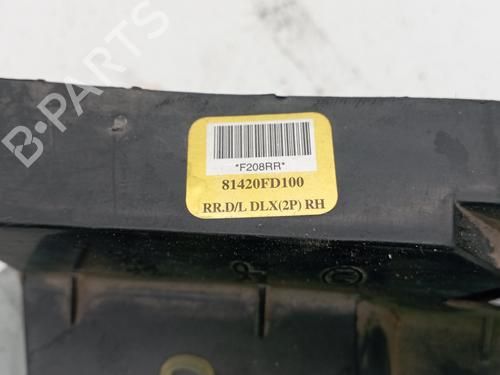 B-PARTS
*F208RR*
81420FD100
RR.D/L DLX(2P) RH